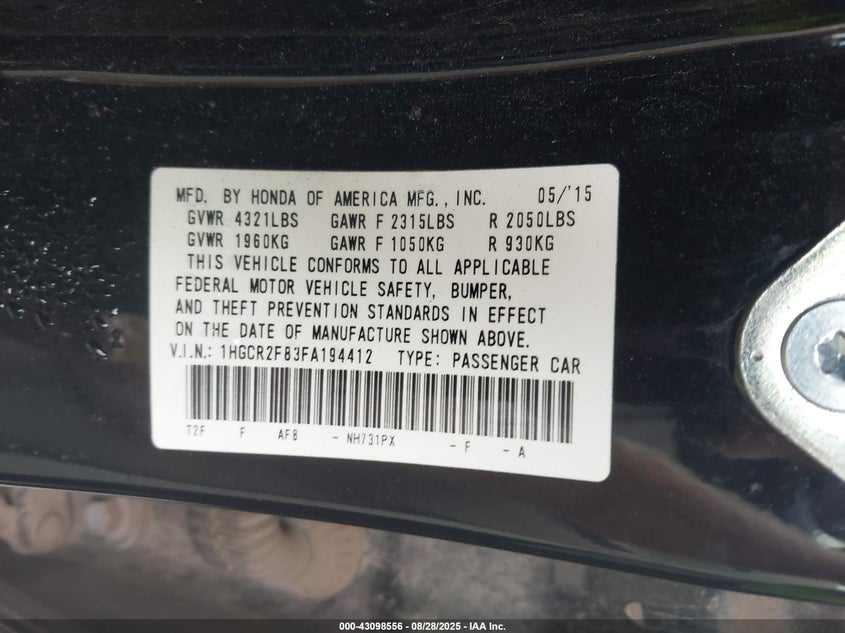 MFD. BY HONDA OF AMERICA MFG., INC. 05/'15
GVWR 4321LBS GAWR F 2315LBS R 2050LBS
GVWR 1960KG GAWR F 1050KG R 930KG
THIS VEHICLE CONFORMS TO ALL APPLICABLE
FEDERAL MOTOR VEHICLE SAFETY, BUMPER,
AND THEFT PREVENTION STANDARDS IN EFFECT
ON THE DATE OF MANUFACTURE SHOWN ABOVE.
V.I.N.: 1HGCR2F83FA194412 TYPE: PASSENGER CAR
T2F F AF8 - NH731PX - F - A
000-43098556 | 08/28/2025 | IAA Inc.